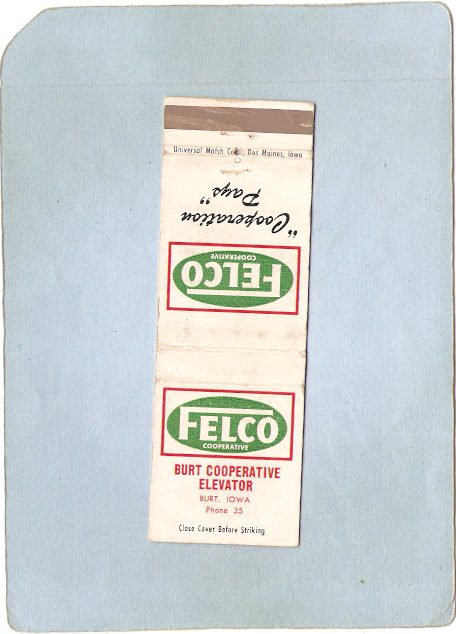 Universal Match Corp., Des Moines, Iowa
"Cooperation
Pays"
FELCO
COOPERATIVE
FELCO
COOPERATIVE
BURT COOPERATIVE
ELEVATOR
BURT, IOWA
Phone 35
Close Cover Before Striking